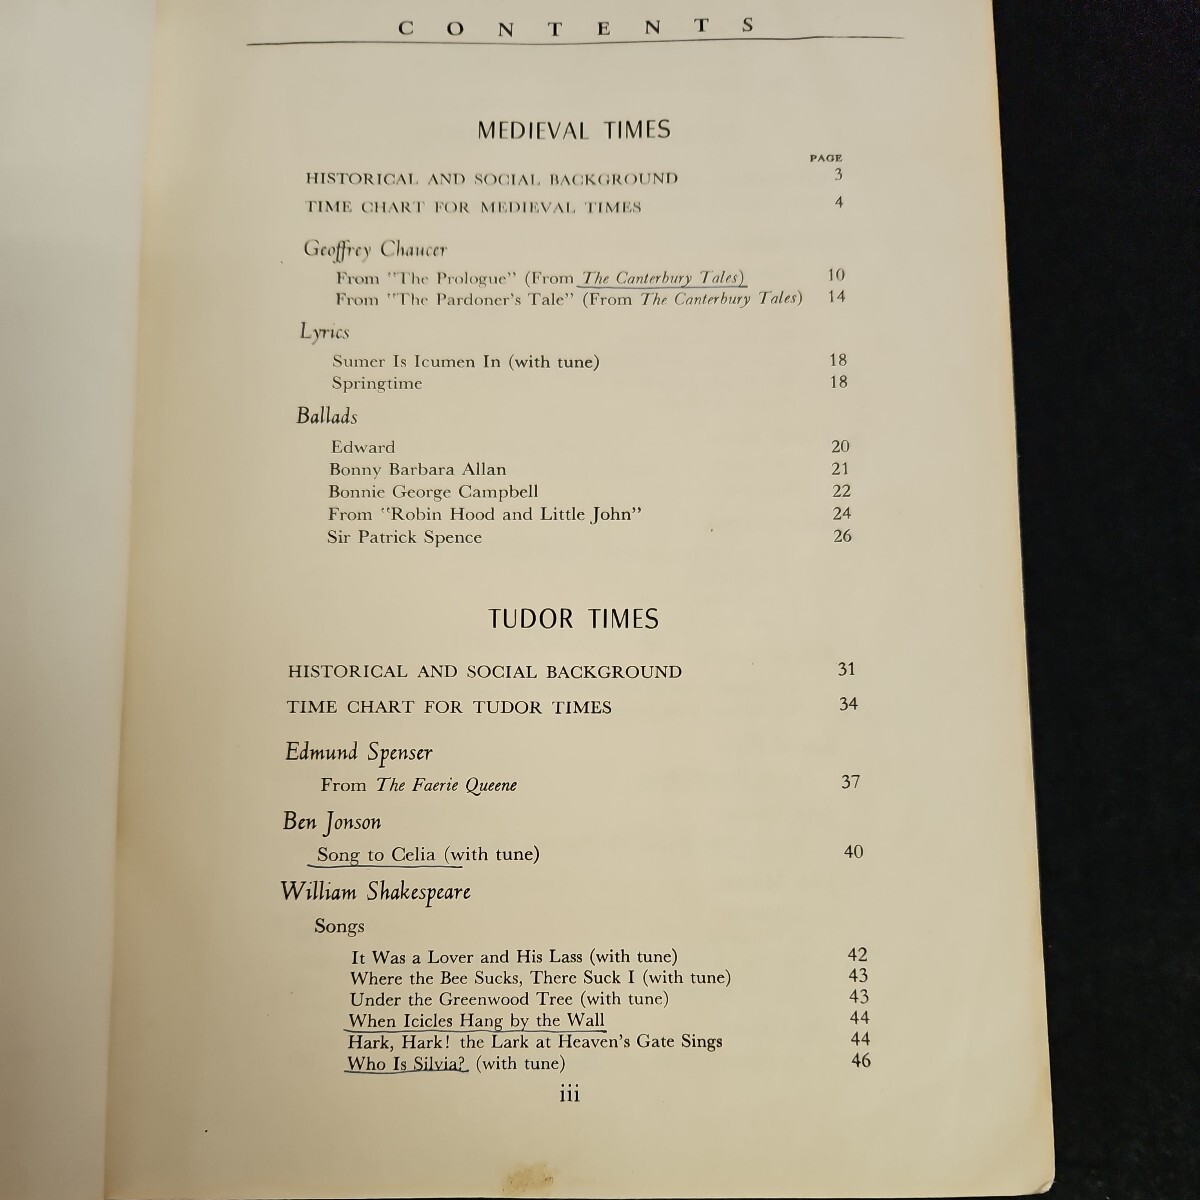 CONTENTS
MEDIEVAL TIMES
PAGE
HISTORICAL AND SOCIAL BACKGROUND 3
TIME CHART FOR MEDIEVAL TIMES 4
Geoffrey Chaucer
From "The Prologue" (From The Canterbury Tales) 10
From "The Pardoner's Tale" (From The Canterbury Tales) 14
Lyrics
Sumer Is Icumen In (with tune) 18
Springtime 18
Ballads
Edward 20
Bonny Barbara Allan 21
Bonnie George Campbell 22
From "Robin Hood and Little John" 24
Sir Patrick Spence 26
TUDOR TIMES
HISTORICAL AND SOCIAL BACKGROUND 31
TIME CHART FOR TUDOR TIMES 34
Edmund Spenser
From The Faerie Queene 37
Ben Jonson
Song to Celia (with tune) 40
William Shakespeare
Songs
It Was a Lover and His Lass (with tune) 42
Where the Bee Sucks, There Suck I (with tune) 43
Under the Greenwood Tree (with tune) 43
When Icicles Hang by the Wall 44
Hark, Hark! the Lark at Heaven's Gate Sings 44
Who Is Silvia? (with tune) 46
iii